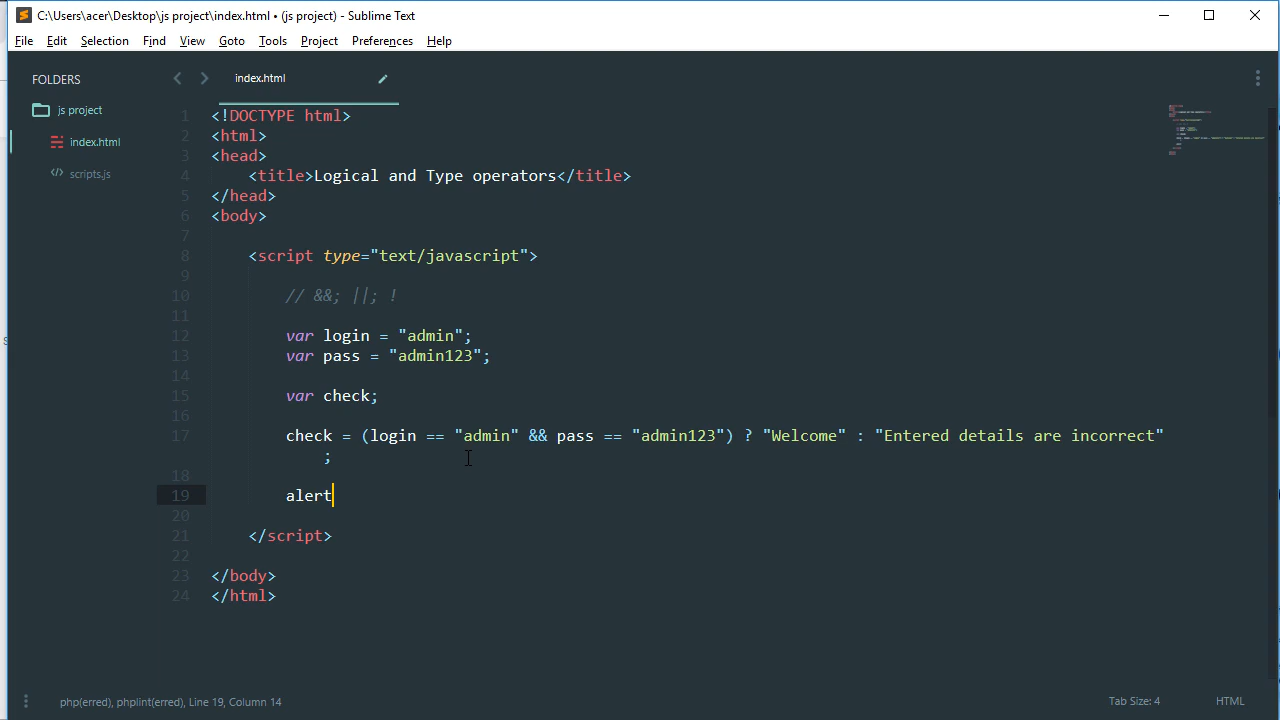 C:\Users\acer\Desktop\js project\index.html • (js project) - Sublime Text
File Edit Selection Find View Goto Tools Project Preferences Help
FOLDERS
js project
index.html
scripts.js
index.html
1 <!DOCTYPE html>
2 <html>
3 <head>
4 <title>Logical and Type operators</title>
5 </head>
6 <body>
7
8 <script type="text/javascript">
9
10 // &&; ||; !
11
12 var login = "admin";
13 var pass = "admin123";
14
15 var check;
16
17 check = (login == "admin" && pass == "admin123") ? "Welcome" : "Entered details are incorrect"
;
18
19 alert
20
21 </script>
22
23 </body>
24 </html>
php(erred), phplint(erred), Line 19, Column 14
Tab Size: 4
HTML